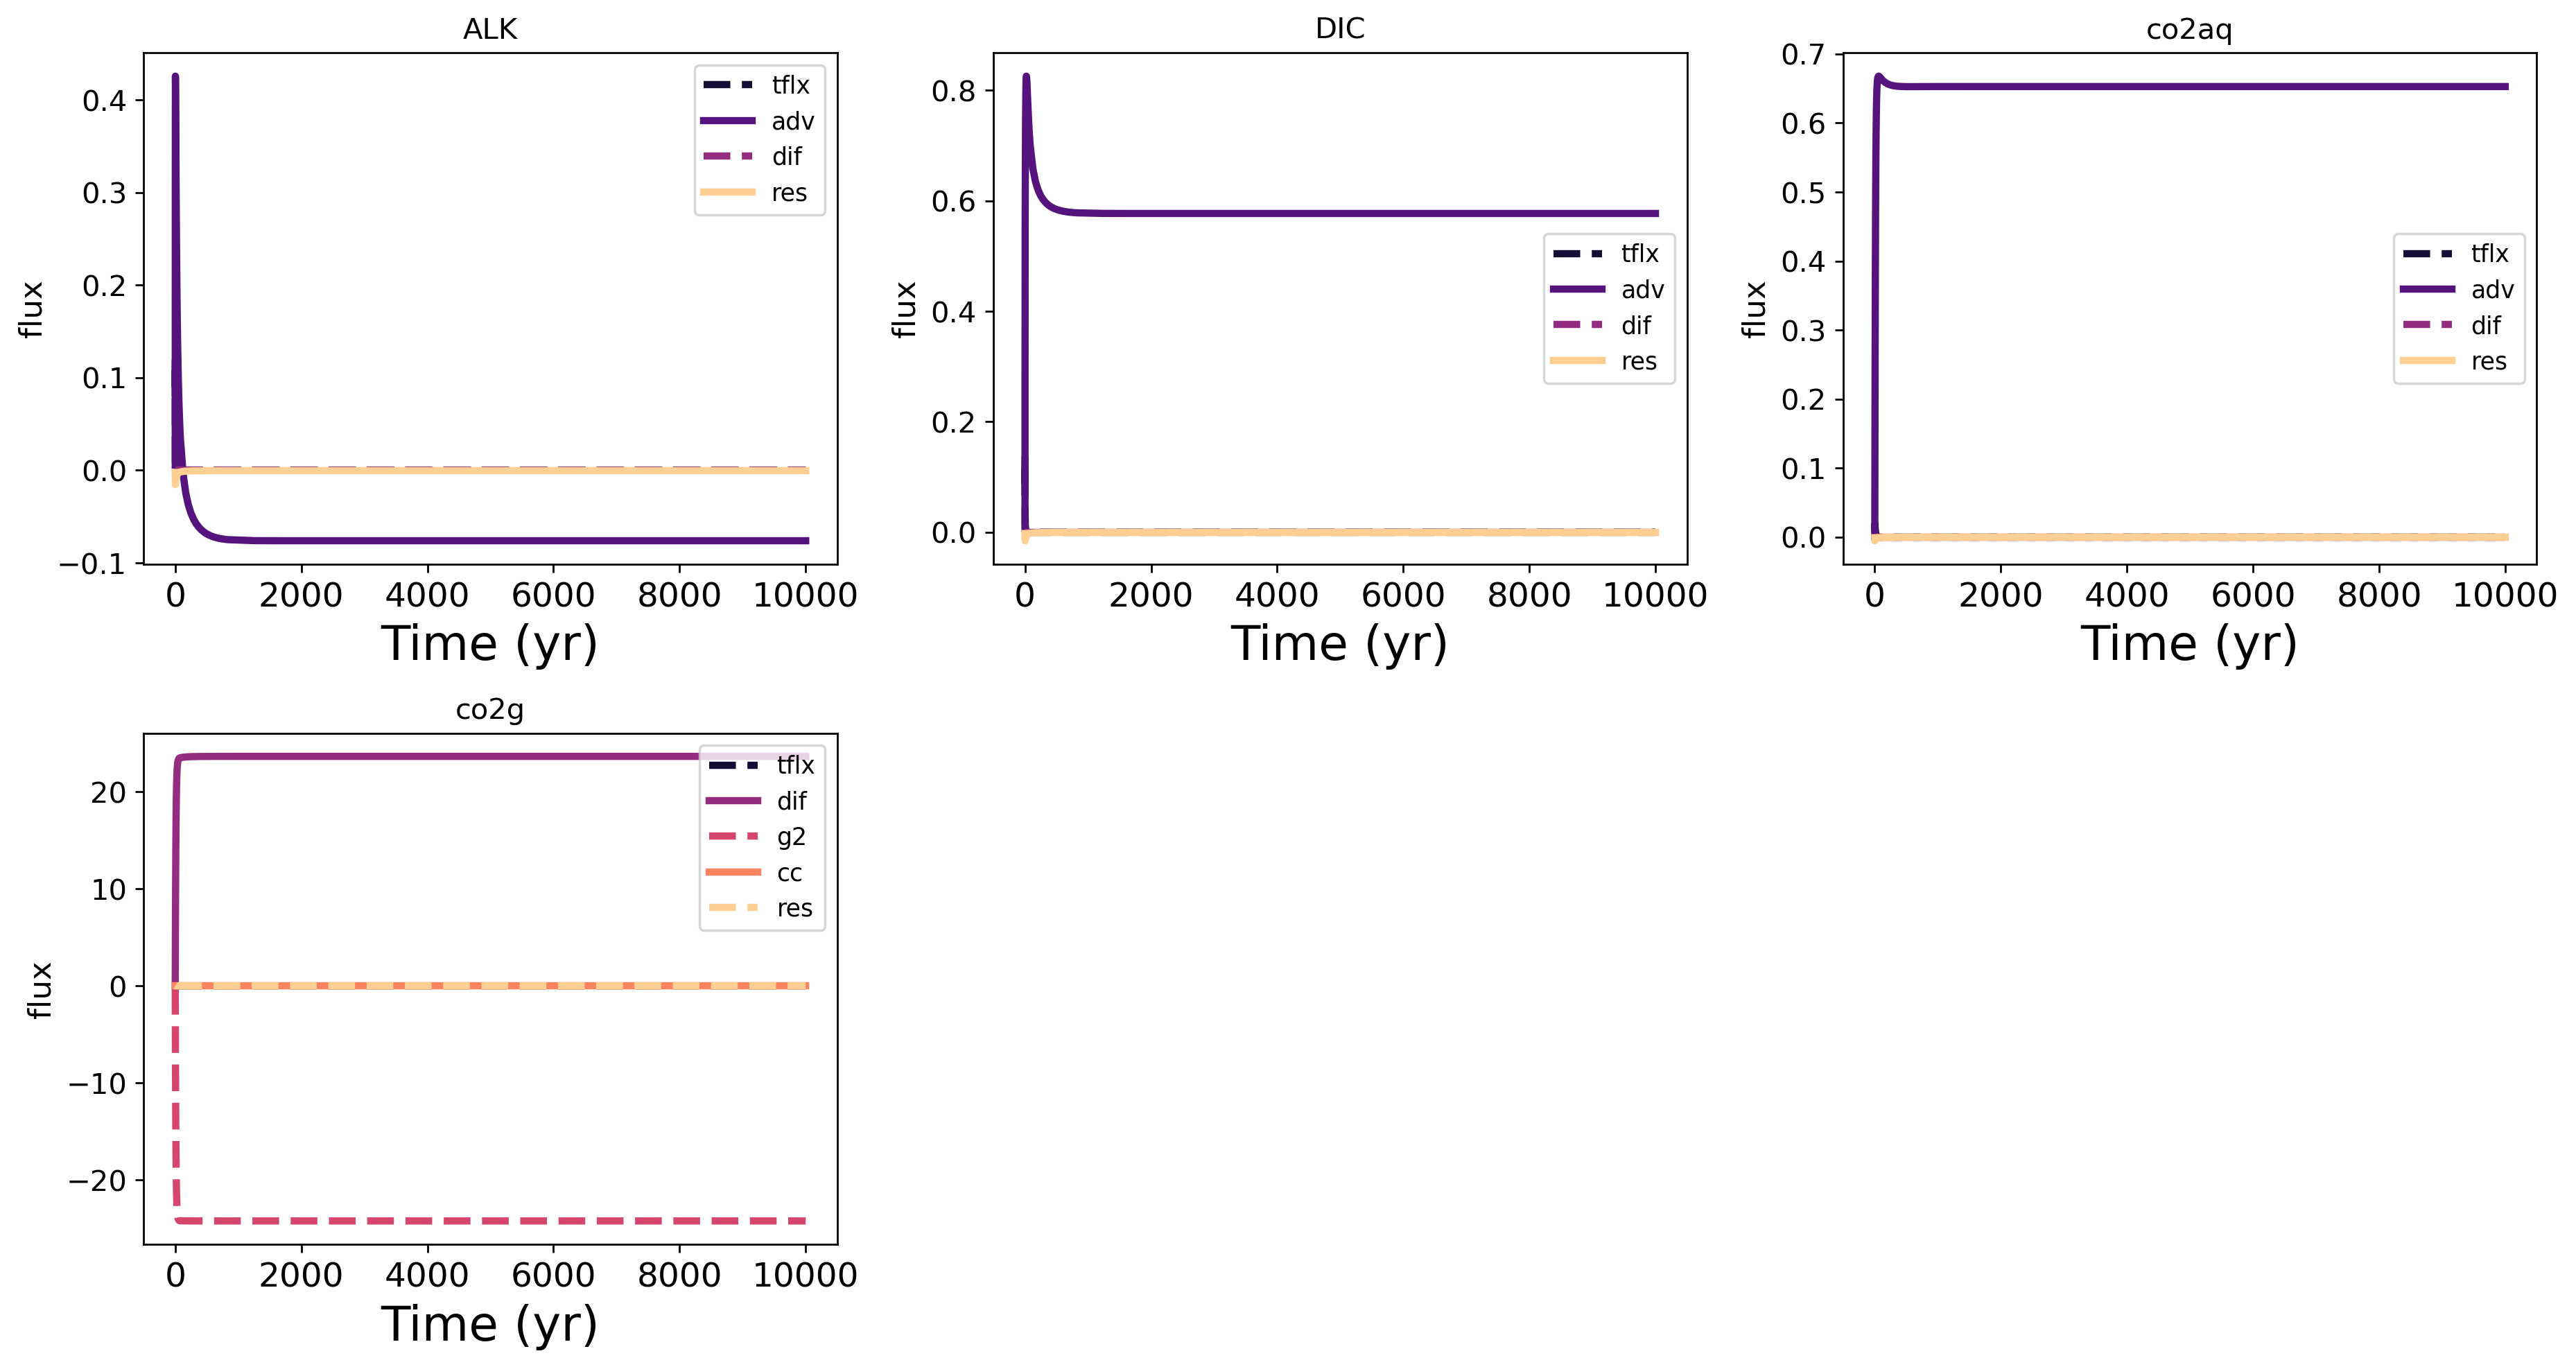 ALK
0.4
0.3
0.2
0.1
0.0
−0.1
flux
0 2000 4000 6000 8000 10000
Time (yr)
tflx
adv
dif
res
DIC
0.8
0.6
0.4
0.2
0.0
flux
0 2000 4000 6000 8000 10000
Time (yr)
tflx
adv
dif
res
co2aq
0.7
0.6
0.5
0.4
0.3
0.2
0.1
0.0
flux
0 2000 4000 6000 8000 10000
Time (yr)
tflx
adv
dif
res
co2g
20
10
0
−10
−20
flux
0 2000 4000 6000 8000 10000
Time (yr)
tflx
dif
g2
cc
res